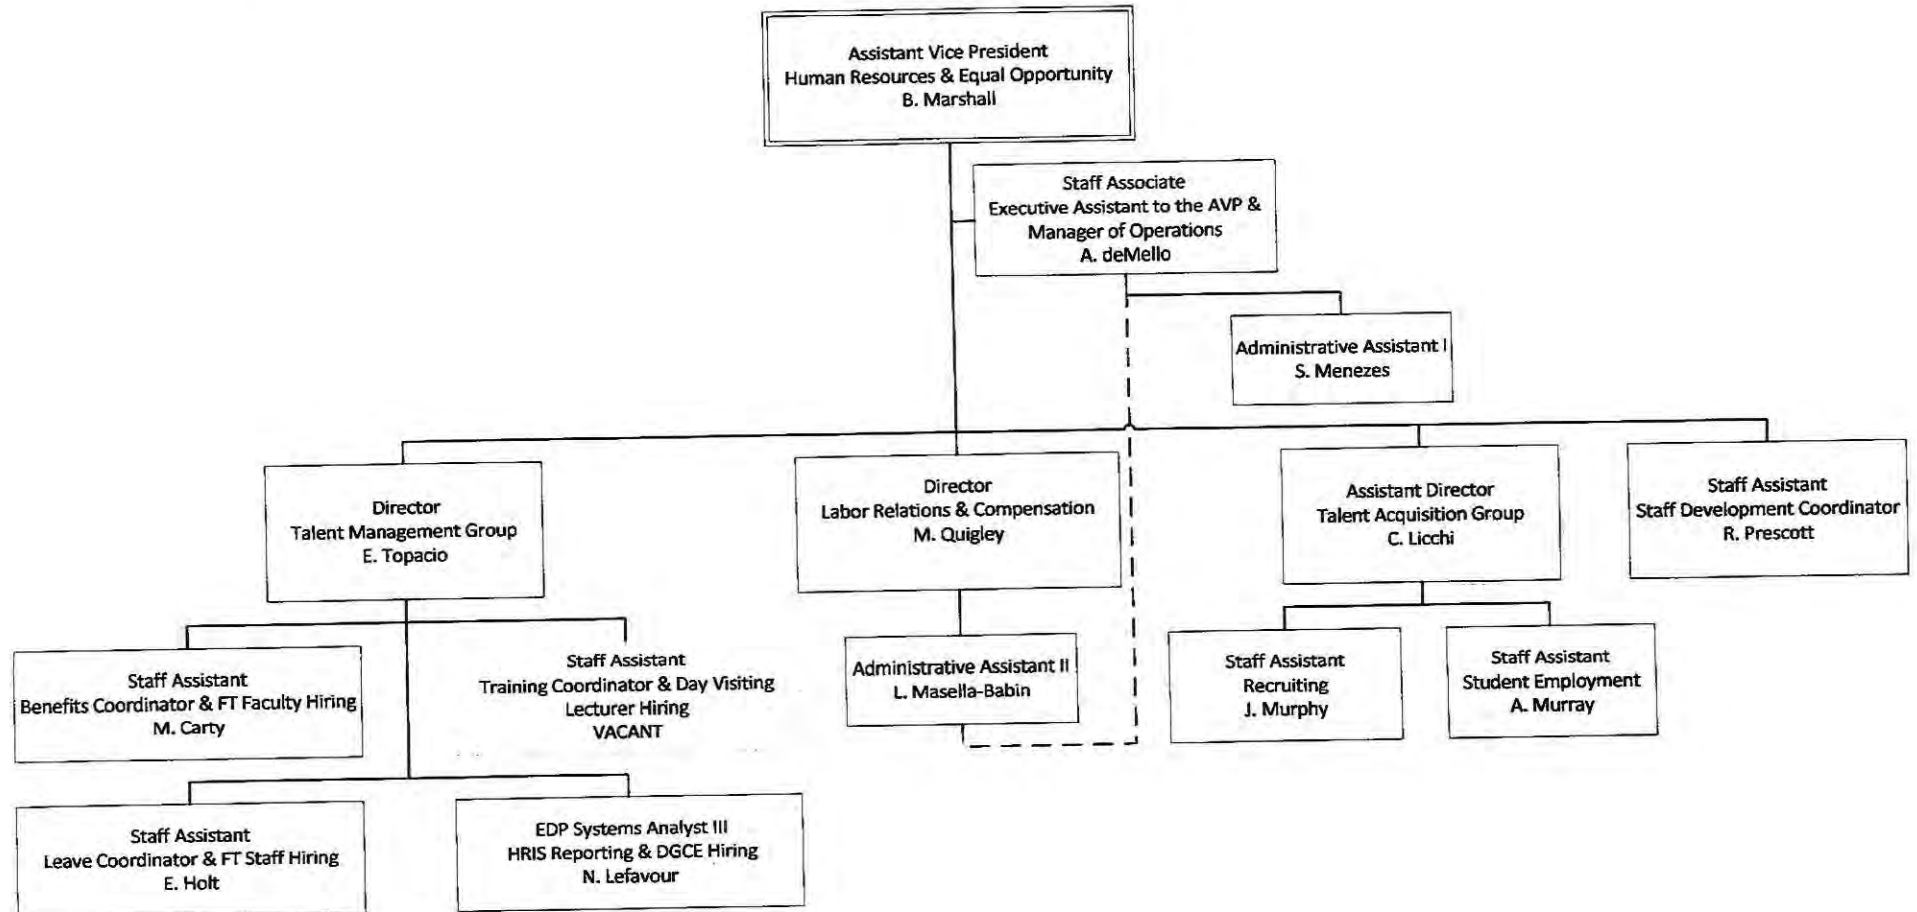 Assistant Vice President
Human Resources & Equal Opportunity
B. Marshall
Staff Associate
Executive Assistant to the AVP &
Manager of Operations
A. deMello
Administrative Assistant I
S. Menezes
Director
Talent Management Group
E. Topacio
Director
Labor Relations & Compensation
M. Quigley
Assistant Director
Talent Acquisition Group
C. Licchi
Staff Assistant
Staff Development Coordinator
R. Prescott
Staff Assistant
Benefits Coordinator & FT Faculty Hiring
M. Carty
Staff Assistant
Training Coordinator & Day Visiting
Lecturer Hiring
VACANT
Administrative Assistant II
L. Masella-Babin
Staff Assistant
Recruiting
J. Murphy
Staff Assistant
Student Employment
A. Murray
Staff Assistant
Leave Coordinator & FT Staff Hiring
E. Holt
EDP Systems Analyst III
HRIS Reporting & DGCE Hiring
N. Lefavour